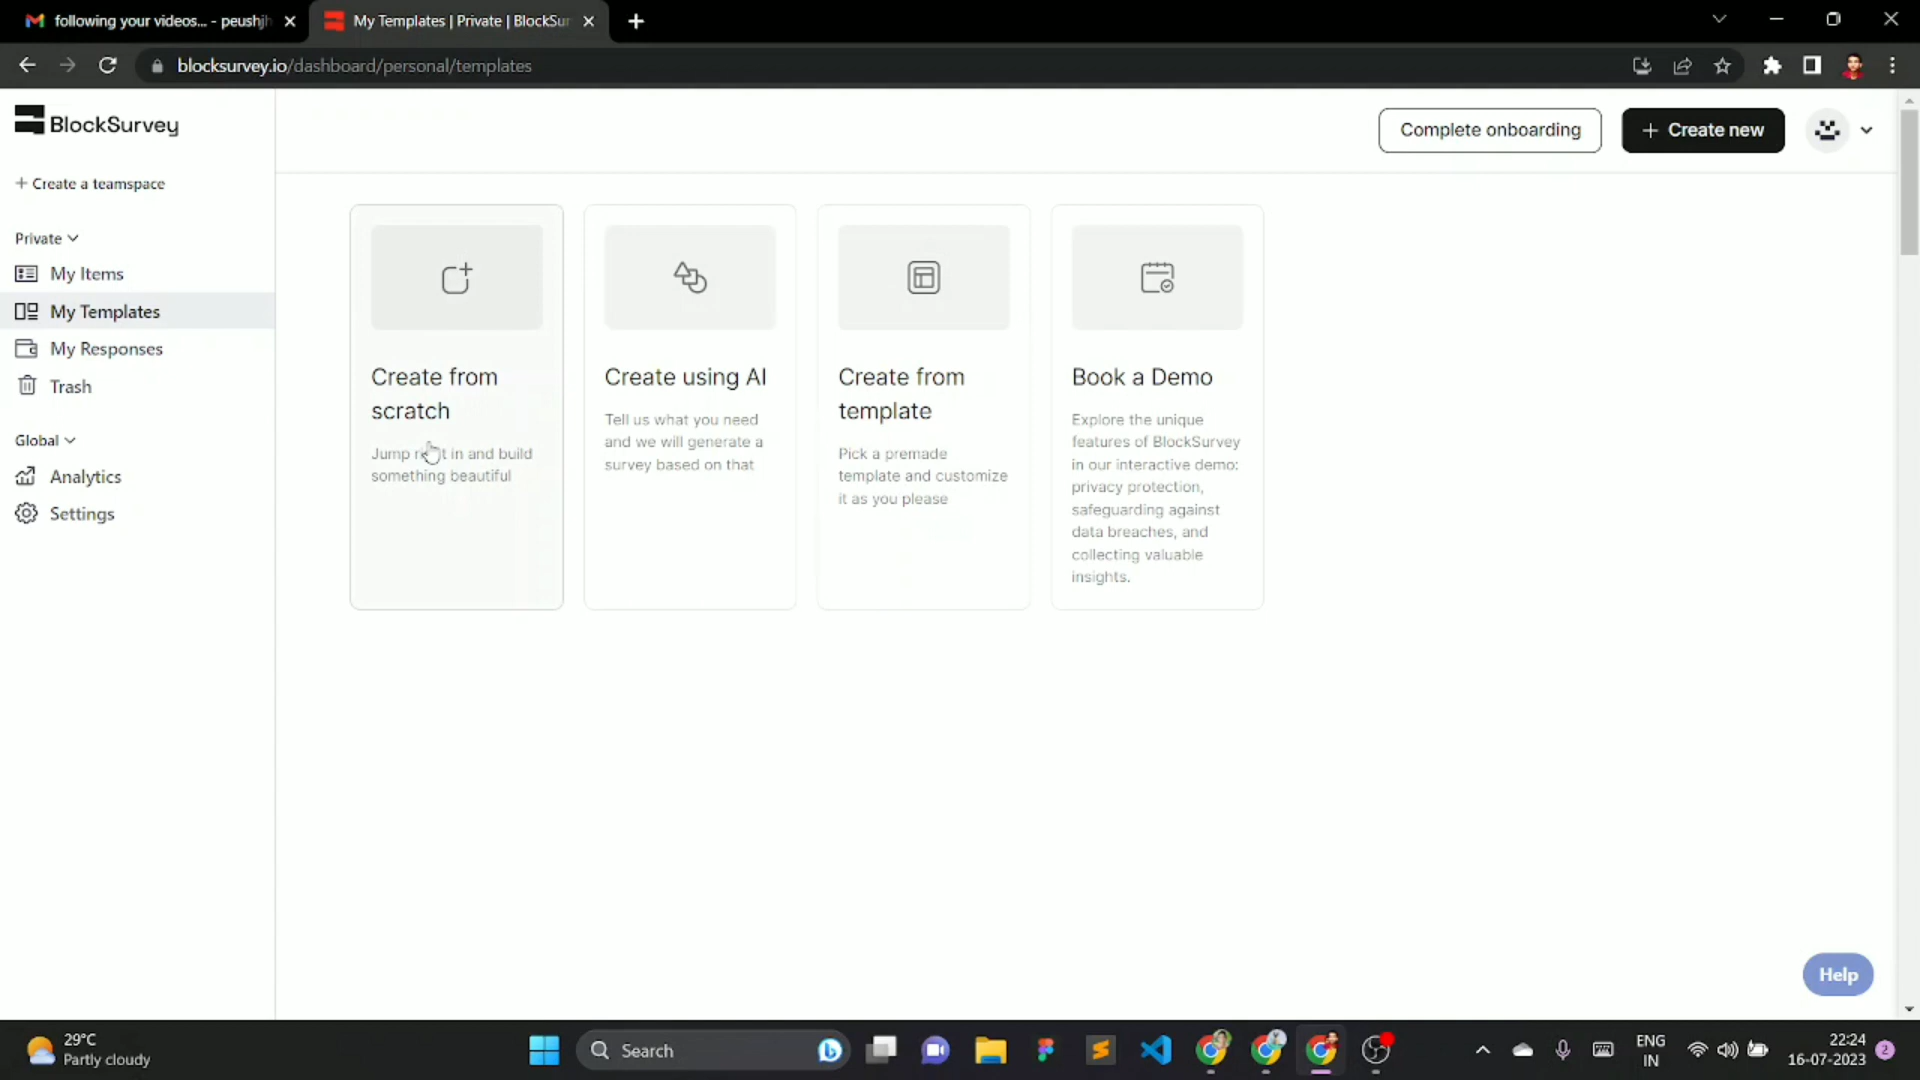 following your videos... - peushjh
My Templates | Private | BlockSur
blocksurvey.io/dashboard/personal/templates
BlockSurvey
Complete onboarding
+ Create new
+ Create a teamspace
Private
My Items
My Templates
My Responses
Trash
Global
Analytics
Settings
Create from
scratch
Jump in and build
something beautiful
Create using AI
Tell us what you need
and we will generate a
survey based on that
Create from
template
Pick a premade
template and customize
it as you please
Book a Demo
Explore the unique
features of BlockSurvey
in our interactive demo:
privacy protection,
safeguarding against
data breaches, and
collecting valuable
insights.
Help
29°C
Partly cloudy
Search
ENG
IN
22:24
16-07-2023
2